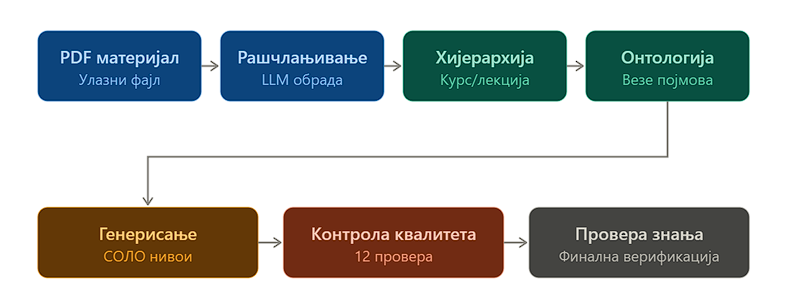 PDF материјал
Улазни фајл
Рашчлањивање
LLM обрада
Хијерархија
Курс/лекција
Онтологија
Везе појмова
Генерисање
СОЛО нивои
Контрола квалитета
12 провера
Провера знања
Финална верификација